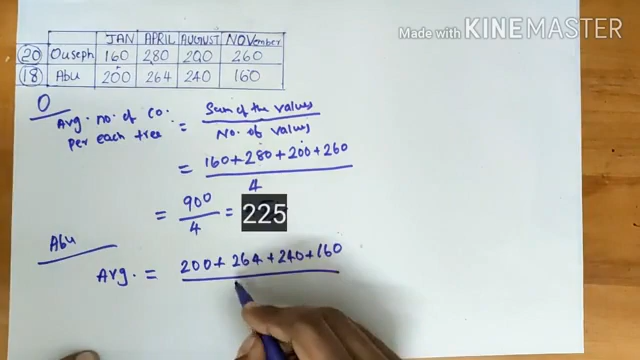 Made with KINEMASTER
JAN APRIL AUGUST NOVember
20 Ouseph 160 280 200 260
18 Abu 200 264 240 160
O
Avg. no. of co. per each tree = Sum of the values / No. of values
= 160+280+200+260 / 4
= 900 / 4 = 225
Abu
Avg. = 200+264+240+160